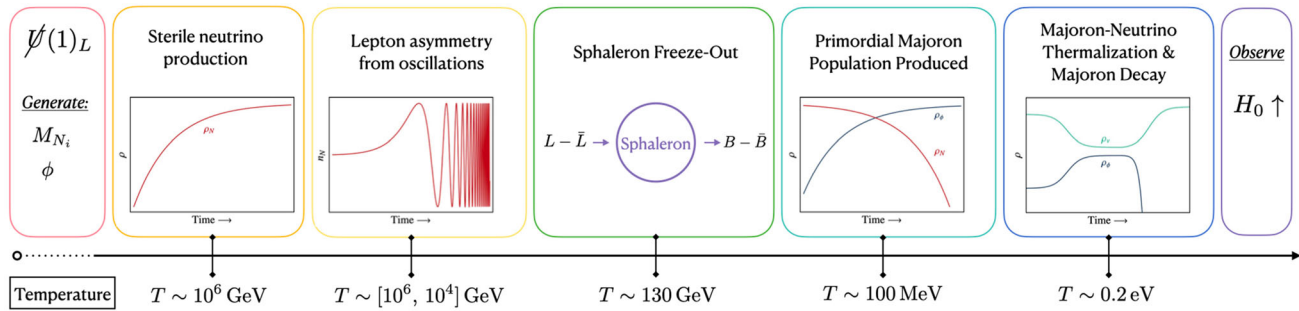 U̸(1)_L
Generate:
M_{N_i}
ϕ
Sterile neutrino
production
ρ
ρ_N
Time →
Lepton asymmetry
from oscillations
n_N
Time →
Sphaleron Freeze-Out
L − L̄ → Sphaleron → B − B̄
Primordial Majoron
Population Produced
ρ
ρ_ϕ
ρ_N
Time →
Majoron-Neutrino
Thermalization &
Majoron Decay
ρ
ρ_ν
ρ_ϕ
Time →
Observe
H_0 ↑
Temperature
T ∼ 10^6 GeV
T ∼ [10^6, 10^4] GeV
T ∼ 130 GeV
T ∼ 100 MeV
T ∼ 0.2 eV